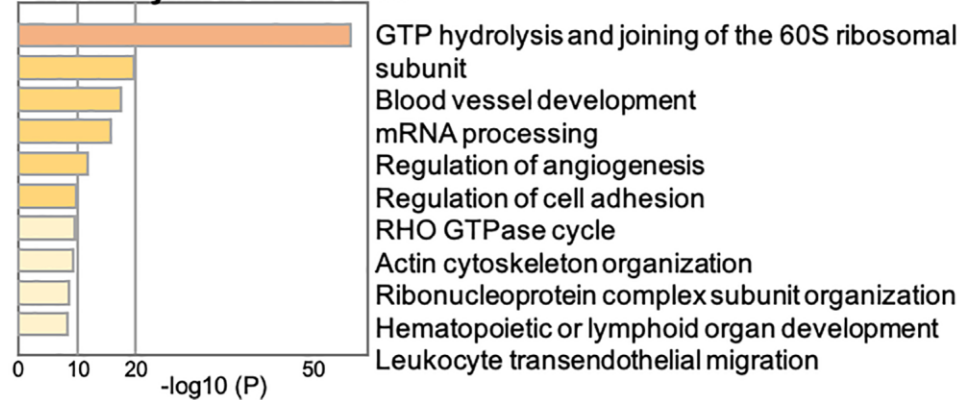 GTP hydrolysis and joining of the 60S ribosomal
subunit
Blood vessel development
mRNA processing
Regulation of angiogenesis
Regulation of cell adhesion
RHO GTPase cycle
Actin cytoskeleton organization
Ribonucleoprotein complex subunit organization
Hematopoietic or lymphoid organ development
Leukocyte transendothelial migration
0 10 20 50
-log10 (P)